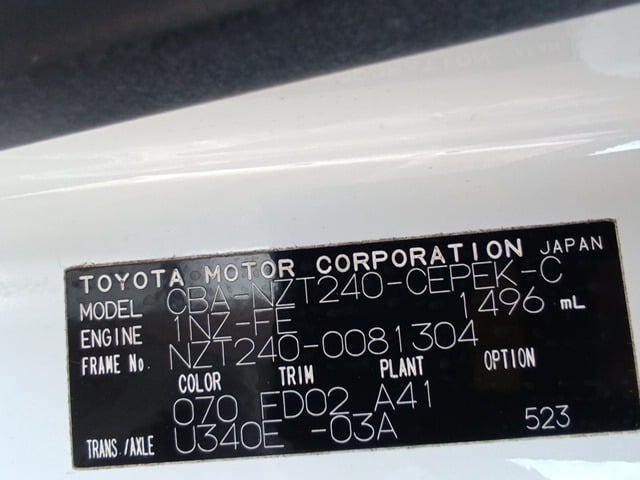 TOYOTA MOTOR CORPORATION JAPAN
MODEL CBA-NZT240-CEPEK-C
ENGINE 1NZ-FE 1496 mL
FRAME No NZT240-0081304
COLOR TRIM PLANT OPTION
070 ED02 A41
TRANS./AXLE U340E -03A 523